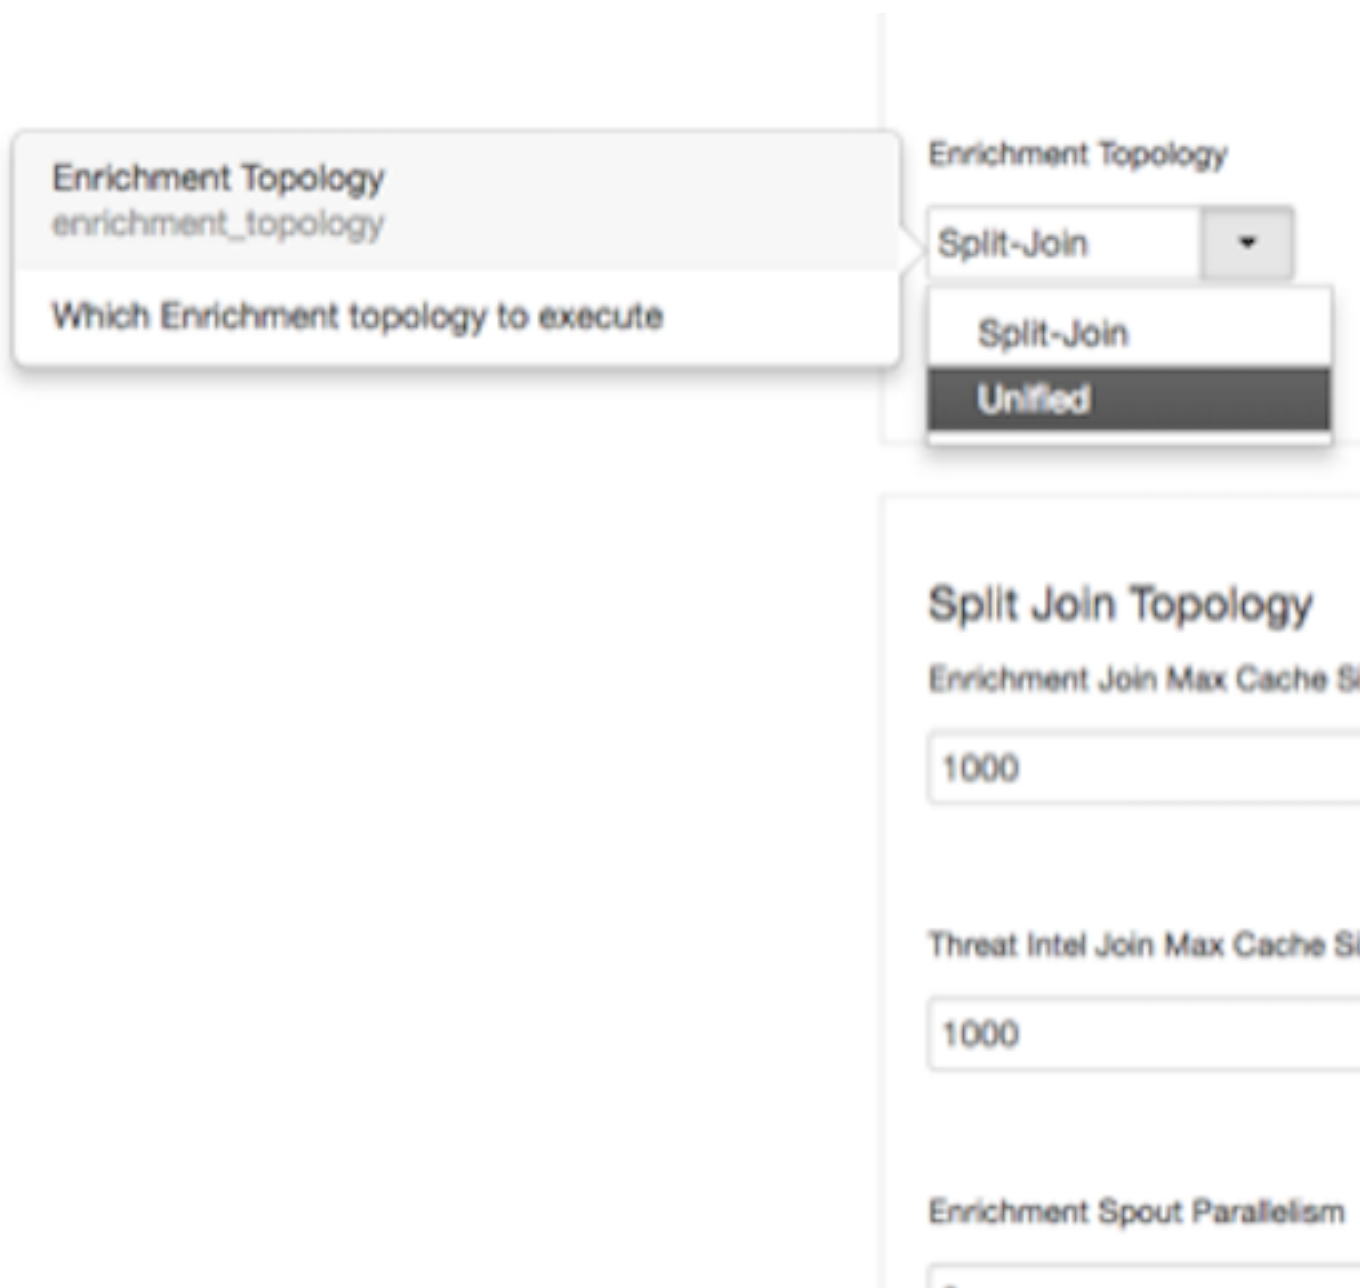 Enrichment Topology
enrichment_topology
Which Enrichment topology to execute
Enrichment Topology
Split-Join
Split-Join
Unified
Split Join Topology
Enrichment Join Max Cache Si
1000
Threat Intel Join Max Cache Si
1000
Enrichment Spout Parallelism